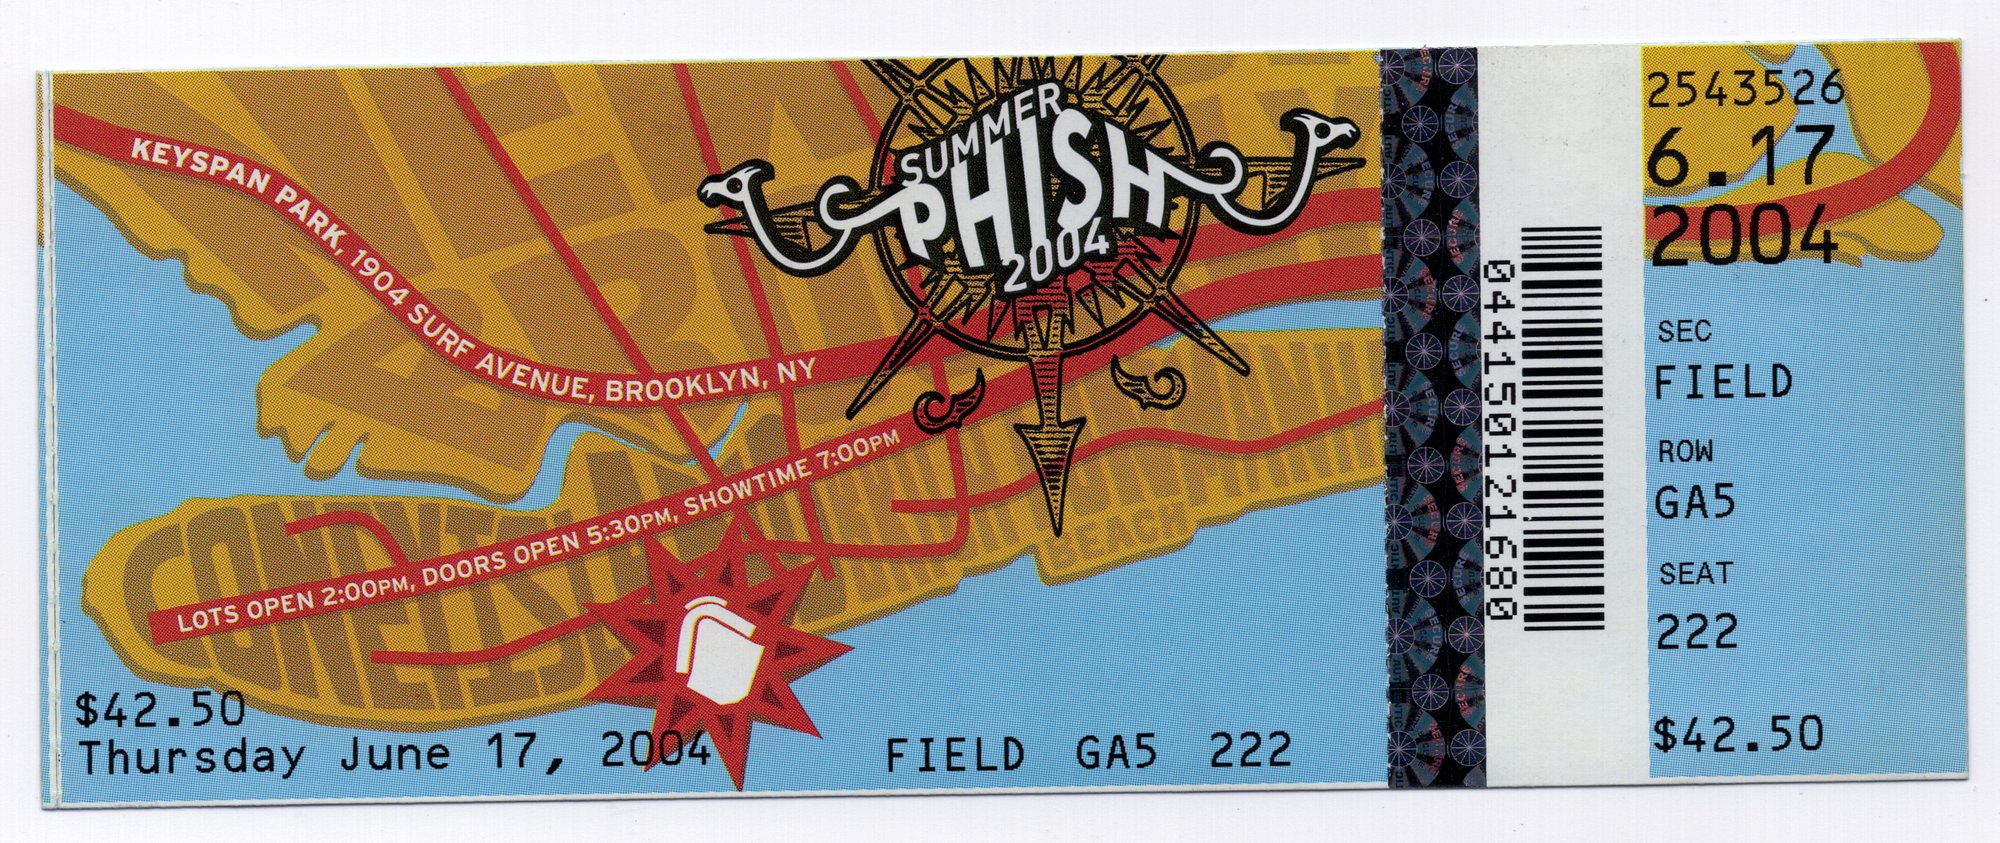 KEYSPAN PARK, 1904 SURF AVENUE, BROOKLYN, NY
SUMMER
PHISH
2004
LOTS OPEN 2:00PM, DOORS OPEN 5:30PM, SHOWTIME 7:00PM
BEACH
$42.50
Thursday June 17, 2004 FIELD GA5 222
044150121680
2543526
6.17
2004
SEC
FIELD
ROW
GA5
SEAT
222
$42.50